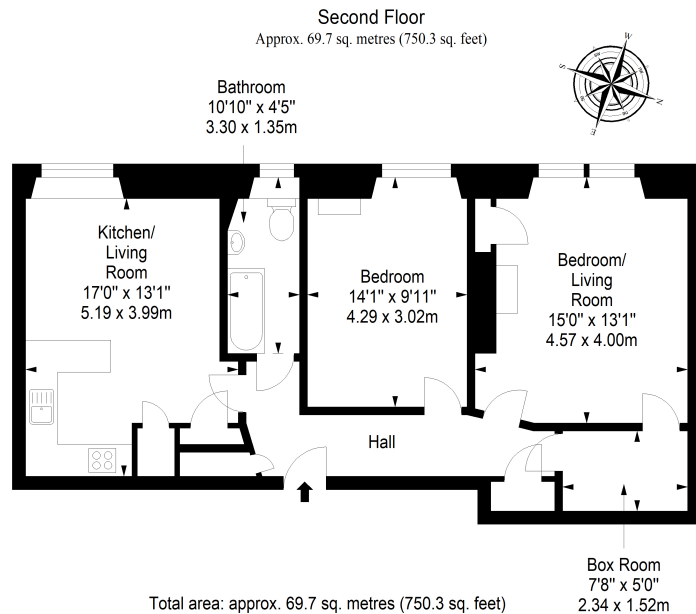 Second Floor
Approx. 69.7 sq. metres (750.3 sq. feet)
W
S
N
E
Bathroom
10'10" x 4'5"
3.30 x 1.35m
Kitchen/
Living
Room
17'0" x 13'1"
5.19 x 3.99m
Bedroom
14'1" x 9'11"
4.29 x 3.02m
Bedroom/
Living
Room
15'0" x 13'1"
4.57 x 4.00m
Hall
Box Room
7'8" x 5'0"
2.34 x 1.52m
Total area: approx. 69.7 sq. metres (750.3 sq. feet)